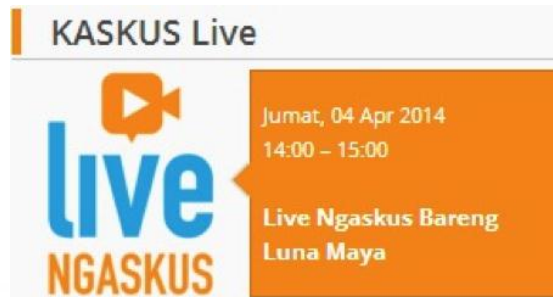 KASKUS Live
live
NGASKUS
Jumat, 04 Apr 2014
14:00 – 15:00
Live Ngaskus Bareng
Luna Maya